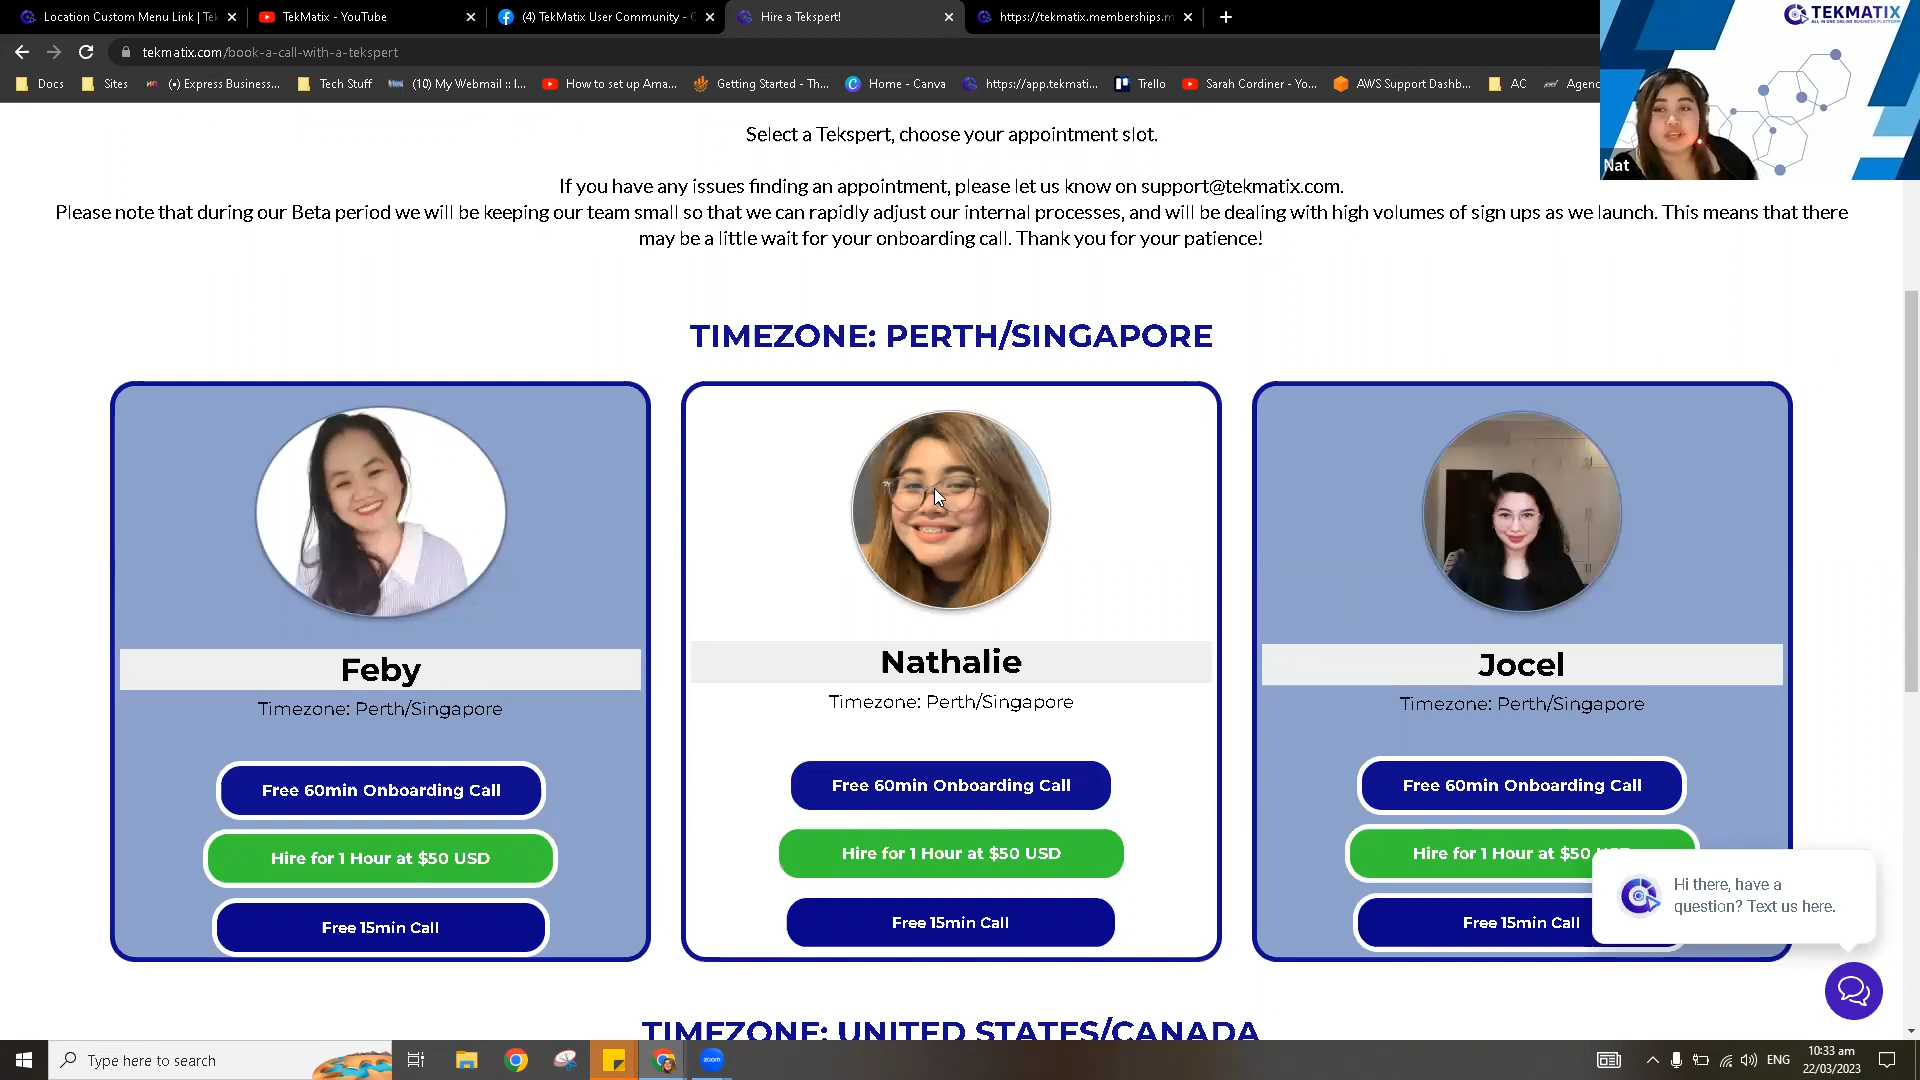 Location Custom Menu Link | Tek
TekMatix - YouTube
(4) TekMatix User Community - C
Hire a Tekspert!
https://tekmatix.memberships.m
tekmatix.com/book-a-call-with-a-tekspert
Docs
Sites
(•) Express Business...
Tech Stuff
(10) My Webmail :: I...
How to set up Ama...
Getting Started - Th...
Home - Canva
https://app.tekmati...
Trello
Sarah Cordiner - Yo...
AWS Support Dashb...
AC
Agenc
TEKMATIX
ALL IN ONE ONLINE BUSINESS PLATFORM
Nat
Select a Tekspert, choose your appointment slot.
If you have any issues finding an appointment, please let us know on support@tekmatix.com.
Please note that during our Beta period we will be keeping our team small so that we can rapidly adjust our internal processes, and will be dealing with high volumes of sign ups as we launch. This means that there
may be a little wait for your onboarding call. Thank you for your patience!
TIMEZONE: PERTH/SINGAPORE
Feby
Timezone: Perth/Singapore
Free 60min Onboarding Call
Hire for 1 Hour at $50 USD
Free 15min Call
Nathalie
Timezone: Perth/Singapore
Free 60min Onboarding Call
Hire for 1 Hour at $50 USD
Free 15min Call
Jocel
Timezone: Perth/Singapore
Free 60min Onboarding Call
Hire for 1 Hour at $50
Free 15min Call
Hi there, have a
question? Text us here.
TIMEZONE: UNITED STATES/CANADA
Type here to search
zoom
ENG
10:33 am
22/03/2023